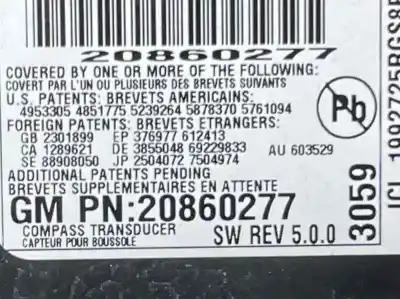 20860277
COVERED BY ONE OR MORE OF THE FOLLOWING:
COVERT PAR L'UN OU PLUSIEURS DES BREVETS SUIVANTS
U.S. PATENTS: BREVETS AMERICAINS:
4953305 4851775 5239264 5878370 5761094
FOREIGN PATENTS: BREVETS ETRANGERS:
GB 2301899 EP 376977 612413
CA 1289621 DE 3855048 69229833 AU 603529
SE 88908050 JP 2504072 7504974
ADDITIONAL PATENTS PENDING
BREVETS SUPPLEMENTAIRES EN ATTENTE
GM PN:20860277
COMPASS TRANSDUCER SW REV 5.0.0
CAPTEUR POUR BOUSSOLE
Pb
3059